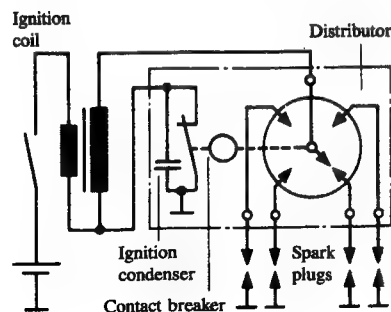 Ignition
coil
Distributor
Ignition
condenser
Spark
plugs
Contact breaker